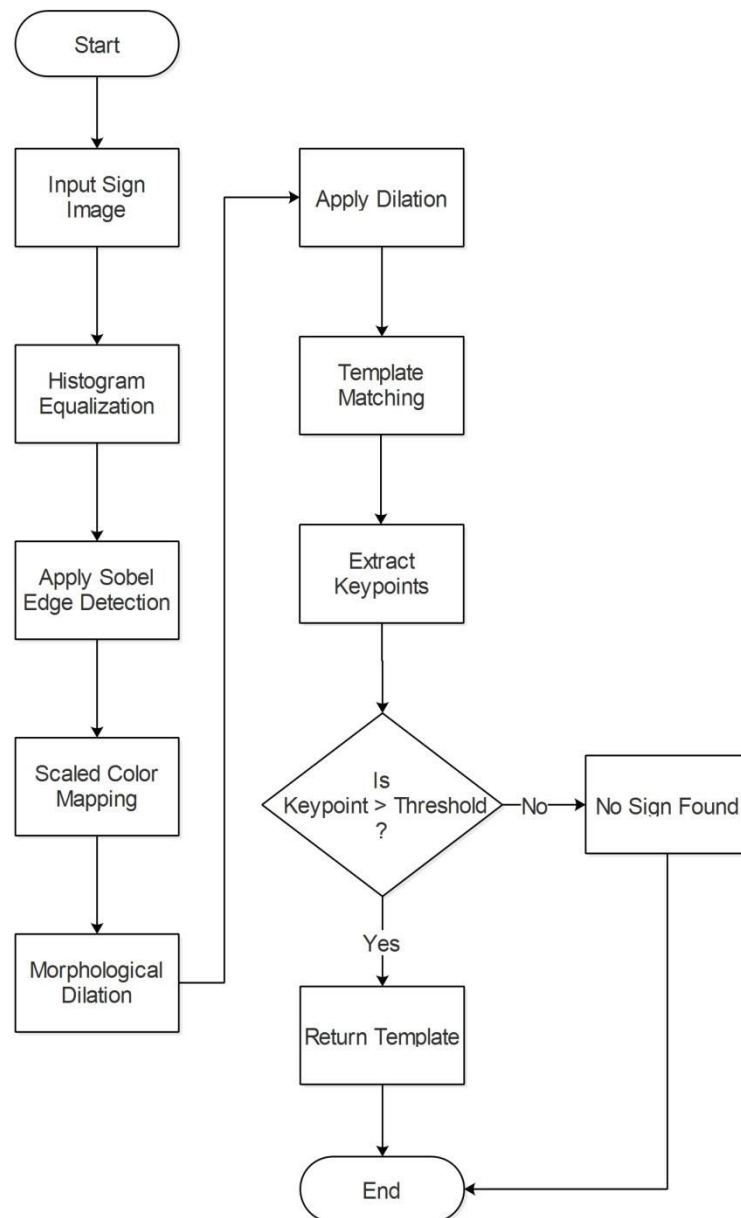 Start
Input Sign
Image
Histogram
Equalization
Apply Sobel
Edge Detection
Scaled Color
Mapping
Morphological
Dilation
Apply Dilation
Template
Matching
Extract
Keypoints
Is
Keypoint > Threshold
?
No
No Sign Found
Yes
Return Template
End